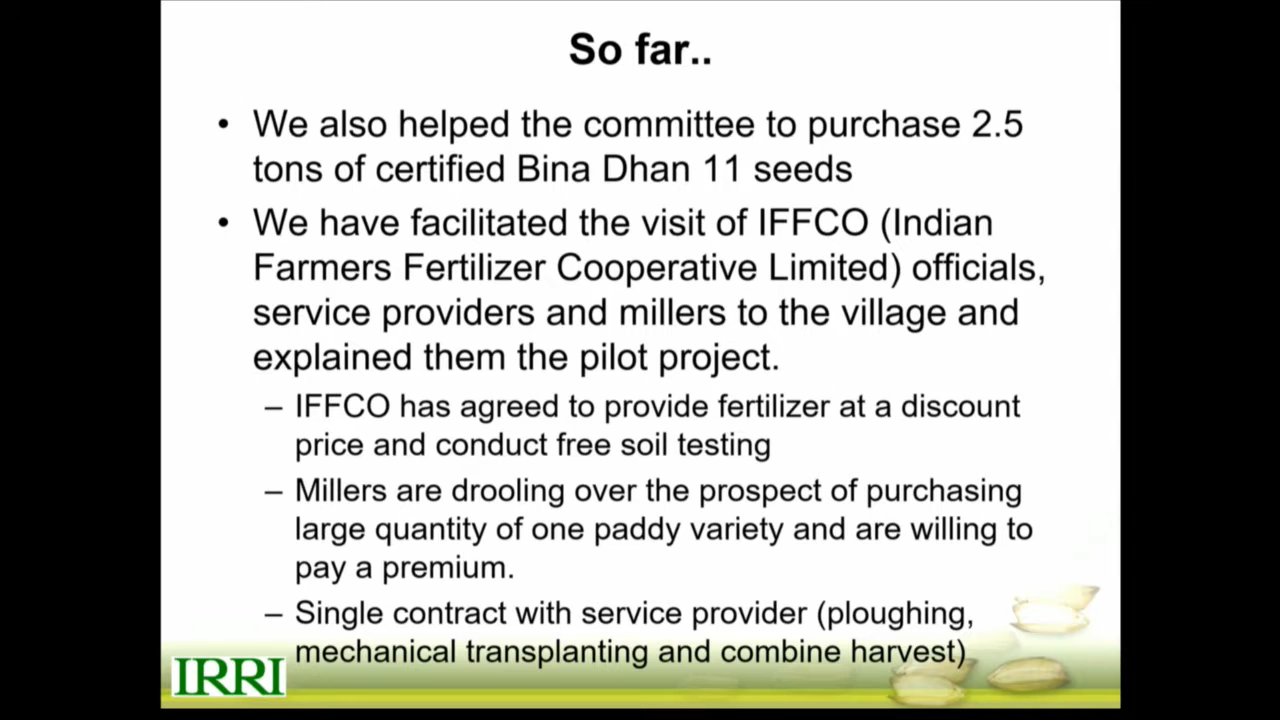 So far..
• We also helped the committee to purchase 2.5
tons of certified Bina Dhan 11 seeds
• We have facilitated the visit of IFFCO (Indian
Farmers Fertilizer Cooperative Limited) officials,
service providers and millers to the village and
explained them the pilot project.
– IFFCO has agreed to provide fertilizer at a discount
price and conduct free soil testing
– Millers are drooling over the prospect of purchasing
large quantity of one paddy variety and are willing to
pay a premium.
– Single contract with service provider (ploughing,
mechanical transplanting and combine harvest)
IRRI